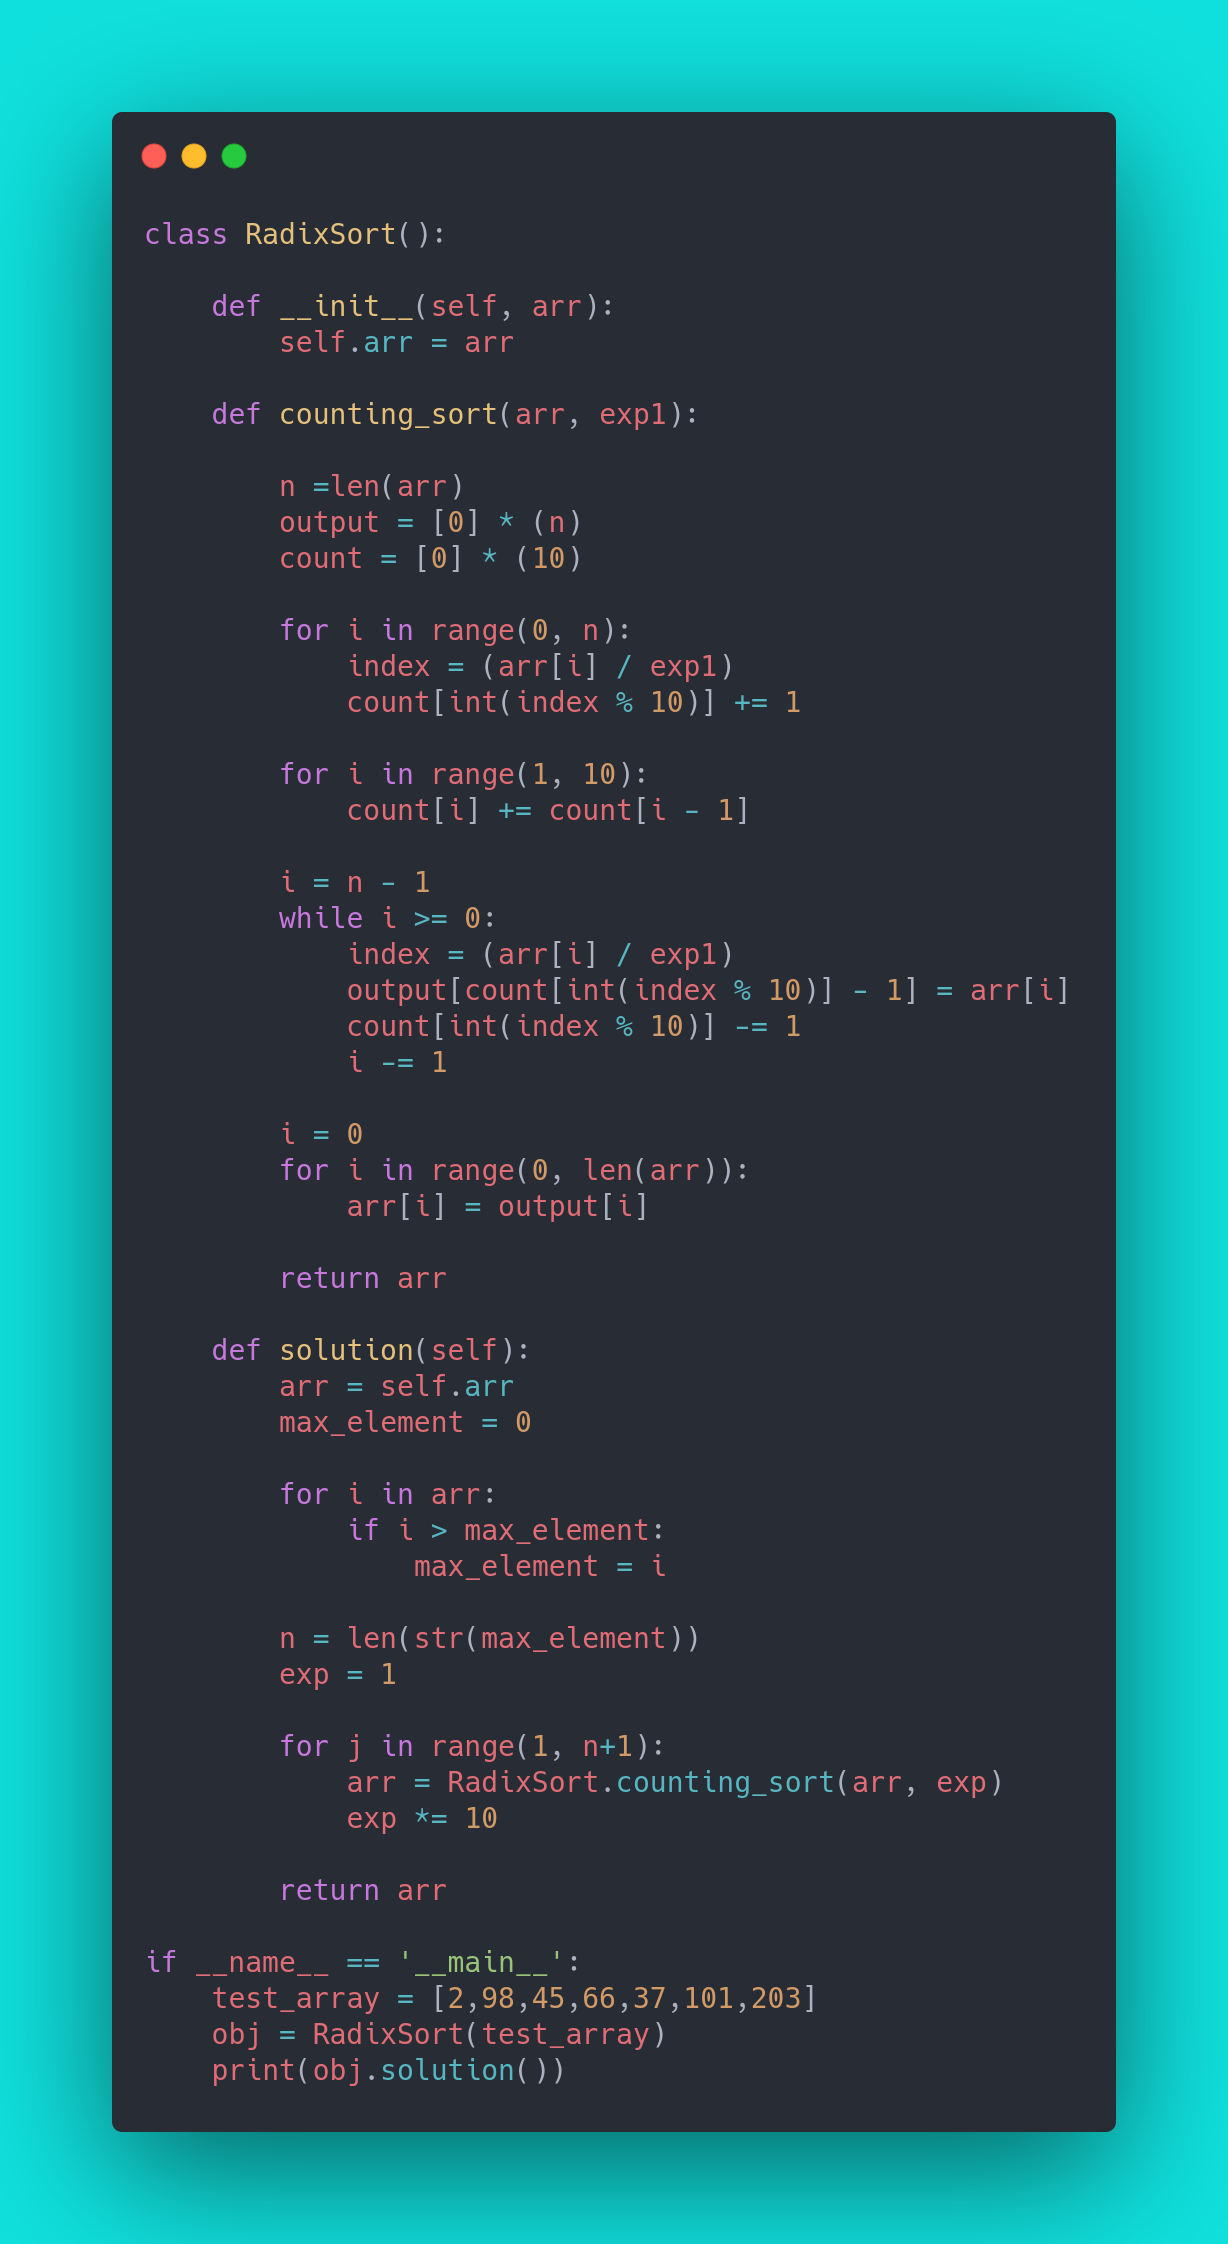 class RadixSort():

    def __init__(self, arr):
        self.arr = arr

    def counting_sort(arr, exp1):

        n =len(arr)
        output = [0] * (n)
        count = [0] * (10)

        for i in range(0, n):
            index = (arr[i] / exp1)
            count[int(index % 10)] += 1

        for i in range(1, 10):
            count[i] += count[i - 1]

        i = n - 1
        while i >= 0:
            index = (arr[i] / exp1)
            output[count[int(index % 10)] - 1] = arr[i]
            count[int(index % 10)] -= 1
            i -= 1

        i = 0
        for i in range(0, len(arr)):
            arr[i] = output[i]

        return arr

    def solution(self):
        arr = self.arr
        max_element = 0

        for i in arr:
            if i > max_element:
                max_element = i

        n = len(str(max_element))
        exp = 1

        for j in range(1, n+1):
            arr = RadixSort.counting_sort(arr, exp)
            exp *= 10

        return arr

if __name__ == '__main__':
    test_array = [2,98,45,66,37,101,203]
    obj = RadixSort(test_array)
    print(obj.solution())